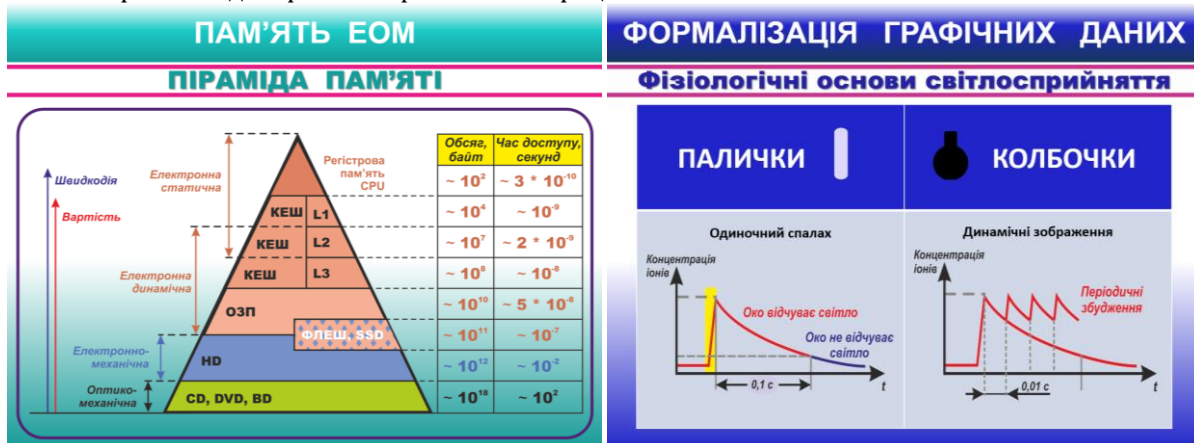 ПАМ'ЯТЬ ЕОМ
ПІРАМІДА ПАМ'ЯТІ
Швидкодія
Вартість
Електронна
статична
Електронна
динамічна
Електронно-
механічна
Оптико-
механічна
Регістрова
пам'ять
CPU
КЕШ L1
КЕШ L2
КЕШ L3
ОЗП
ФЛЕШ, SSD
HD
CD, DVD, BD
Обсяг, байт
Час доступу, секунд
~ 10² ~ 3 * 10⁻¹⁰
~ 10⁴ ~ 10⁻⁹
~ 10⁷ ~ 2 * 10⁻⁹
~ 10⁸ ~ 10⁻⁸
~ 10¹⁰ ~ 5 * 10⁻⁸
~ 10¹¹ ~ 10⁻⁷
~ 10¹² ~ 10⁻²
~ 10¹⁸ ~ 10²
ФОРМАЛІЗАЦІЯ ГРАФІЧНИХ ДАНИХ
Фізіологічні основи світлосприйняття
ПАЛИЧКИ
КОЛБОЧКИ
Одиночний спалах
Концентрація
іонів
Око відчуває світло
Око не відчуває
світло
0,1 с
t
Динамічні зображення
Концентрація
іонів
Періодичні
збудження
0,01 с
t